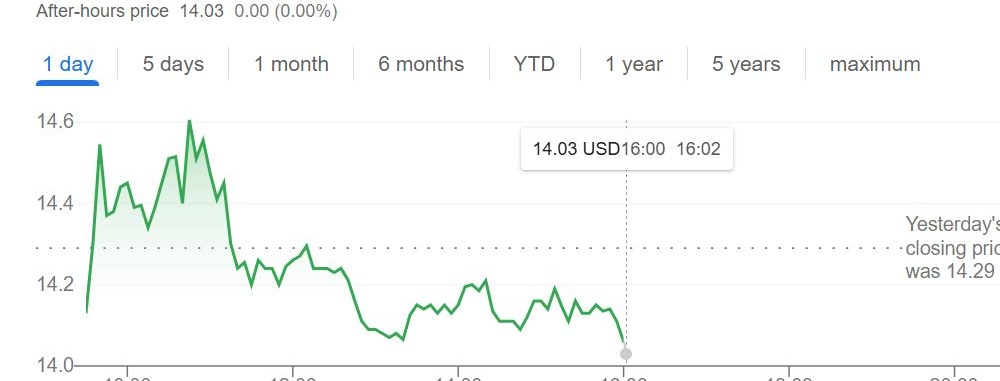 After-hours price 14.03 0.00 (0.00%)
1 day 5 days 1 month 6 months YTD 1 year 5 years maximum
14.6
14.03 USD16:00 16:02
14.4
Yesterday's
closing pric
was 14.29
14.2
14.0